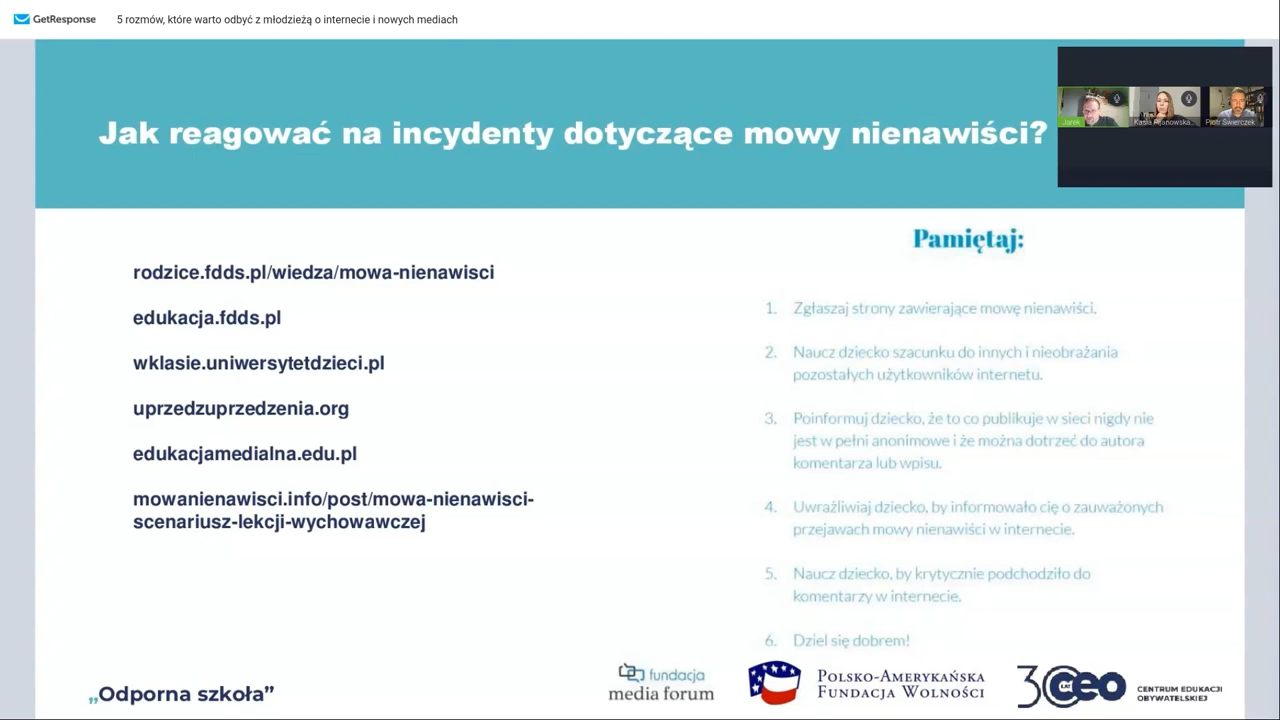 GetResponse
5 rozmów, które warto odbyć z młodzieżą o internecie i nowych mediach
Jak reagować na incydenty dotyczące mowy nienawiści?
Jarek
Piotr Świerczek
rodzice.fdds.pl/wiedza/mowa-nienawisci
edukacja.fdds.pl
wklasie.uniwersytetdzieci.pl
uprzedzuprzedzenia.org
edukacjamedialna.edu.pl
mowanienawisci.info/post/mowa-nienawisci-
scenariusz-lekcji-wychowawczej
Pamiętaj:
1. Zgłaszaj strony zawierające mowę nienawiści.
2. Naucz dziecko szacunku do innych i nieobrażania
pozostałych użytkowników internetu.
3. Poinformuj dziecko, że to co publikuje w sieci nigdy nie
jest w pełni anonimowe i że można dotrzeć do autora
komentarza lub wpisu.
4. Uwrażliwiaj dziecko, by informowało cię o zauważonych
przejawach mowy nienawiści w internecie.
5. Naucz dziecko, by krytycznie podchodziło do
komentarzy w internecie.
6. Dziel się dobrem!
„Odporna szkoła”
fundacja
media forum
POLSKO-AMERYKAŃSKA
FUNDACJA WOLNOŚCI
30 LAT CEO
CENTRUM EDUKACJI
OBYWATELSKIEJ